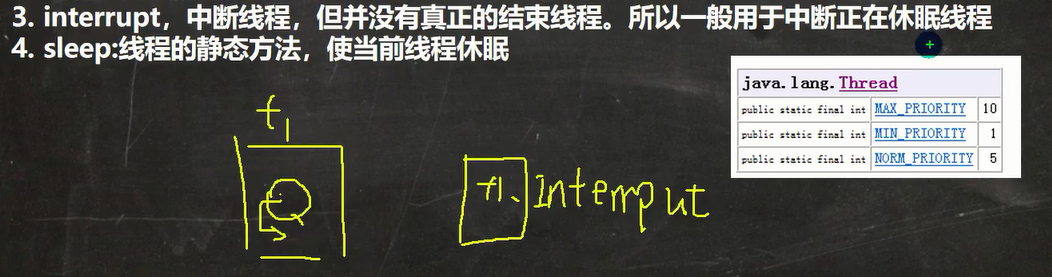 3. interrupt，中断线程，但并没有真正的结束线程。所以一般用于中断正在休眠线程
4. sleep:线程的静态方法，使当前线程休眠
java.lang.Thread
public static final int MAX_PRIORITY 10
public static final int MIN_PRIORITY 1
public static final int NORM_PRIORITY 5
t1
t1. Interrput